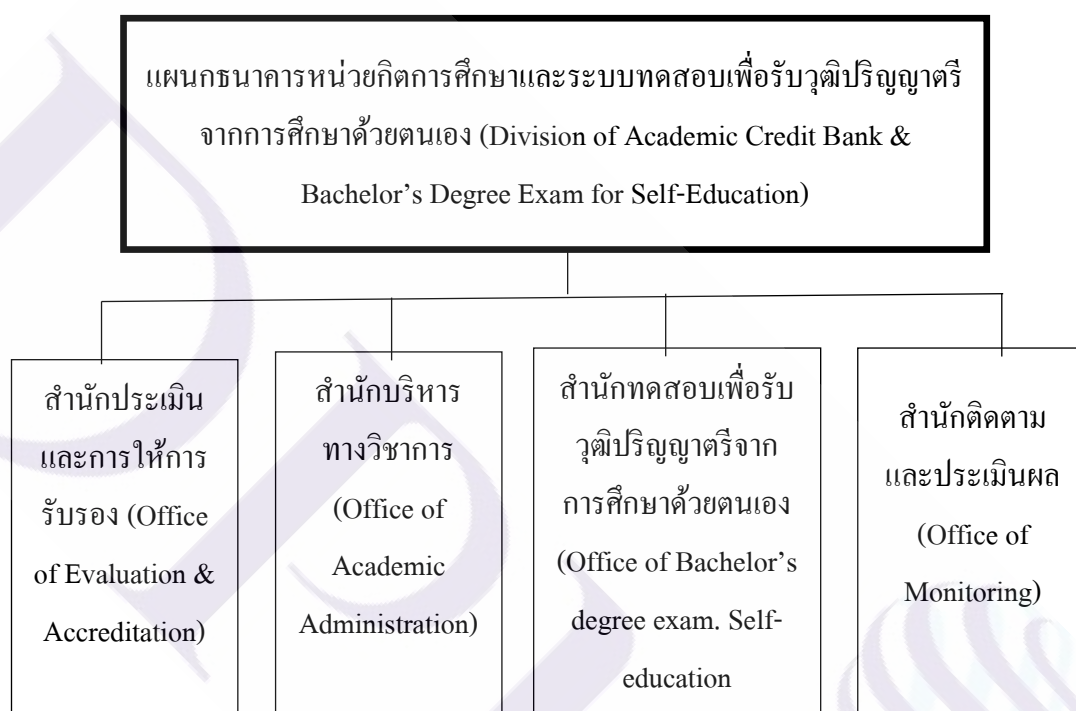 แผนกธนาคารหน่วยกิตการศึกษาและระบบทดสอบเพื่อรับวุฒิปริญญาตรี
จากการศึกษาด้วยตนเอง (Division of Academic Credit Bank &
Bachelor’s Degree Exam for Self-Education)
สำนักประเมิน
และการให้การ
รับรอง (Office
of Evaluation &
Accreditation)
สำนักบริหาร
ทางวิชาการ
(Office of
Academic
Administration)
สำนักทดสอบเพื่อรับ
วุฒิปริญญาตรีจาก
การศึกษาด้วยตนเอง
(Office of Bachelor’s
degree exam. Self-
education
สำนักติดตาม
และประเมินผล
(Office of
Monitoring)